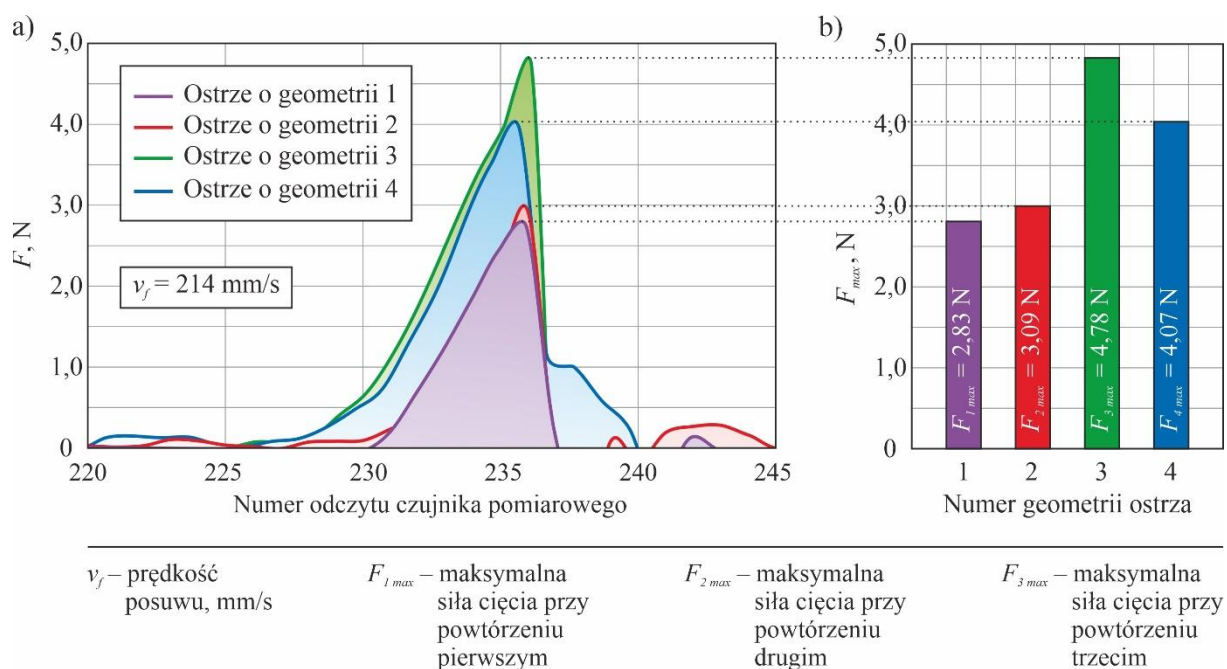 a)
5,0
4,0
3,0
2,0
1,0
0
F, N
Ostrze o geometrii 1
Ostrze o geometrii 2
Ostrze o geometrii 3
Ostrze o geometrii 4
v_f = 214 mm/s
220 225 230 235 240 245
Numer odczytu czujnika pomiarowego
b)
5,0
4,0
3,0
2,0
1,0
0
F_max, N
F_1 max = 2,83 N
F_2 max = 3,09 N
F_3 max = 4,78 N
F_4 max = 4,07 N
1 2 3 4
Numer geometrii ostrza
v_f – prędkość
posuwu, mm/s
F_1 max – maksymalna
siła cięcia przy
powtórzeniu
pierwszym
F_2 max – maksymalna
siła cięcia przy
powtórzeniu
drugim
F_3 max – maksymalna
siła cięcia przy
powtórzeniu
trzecim